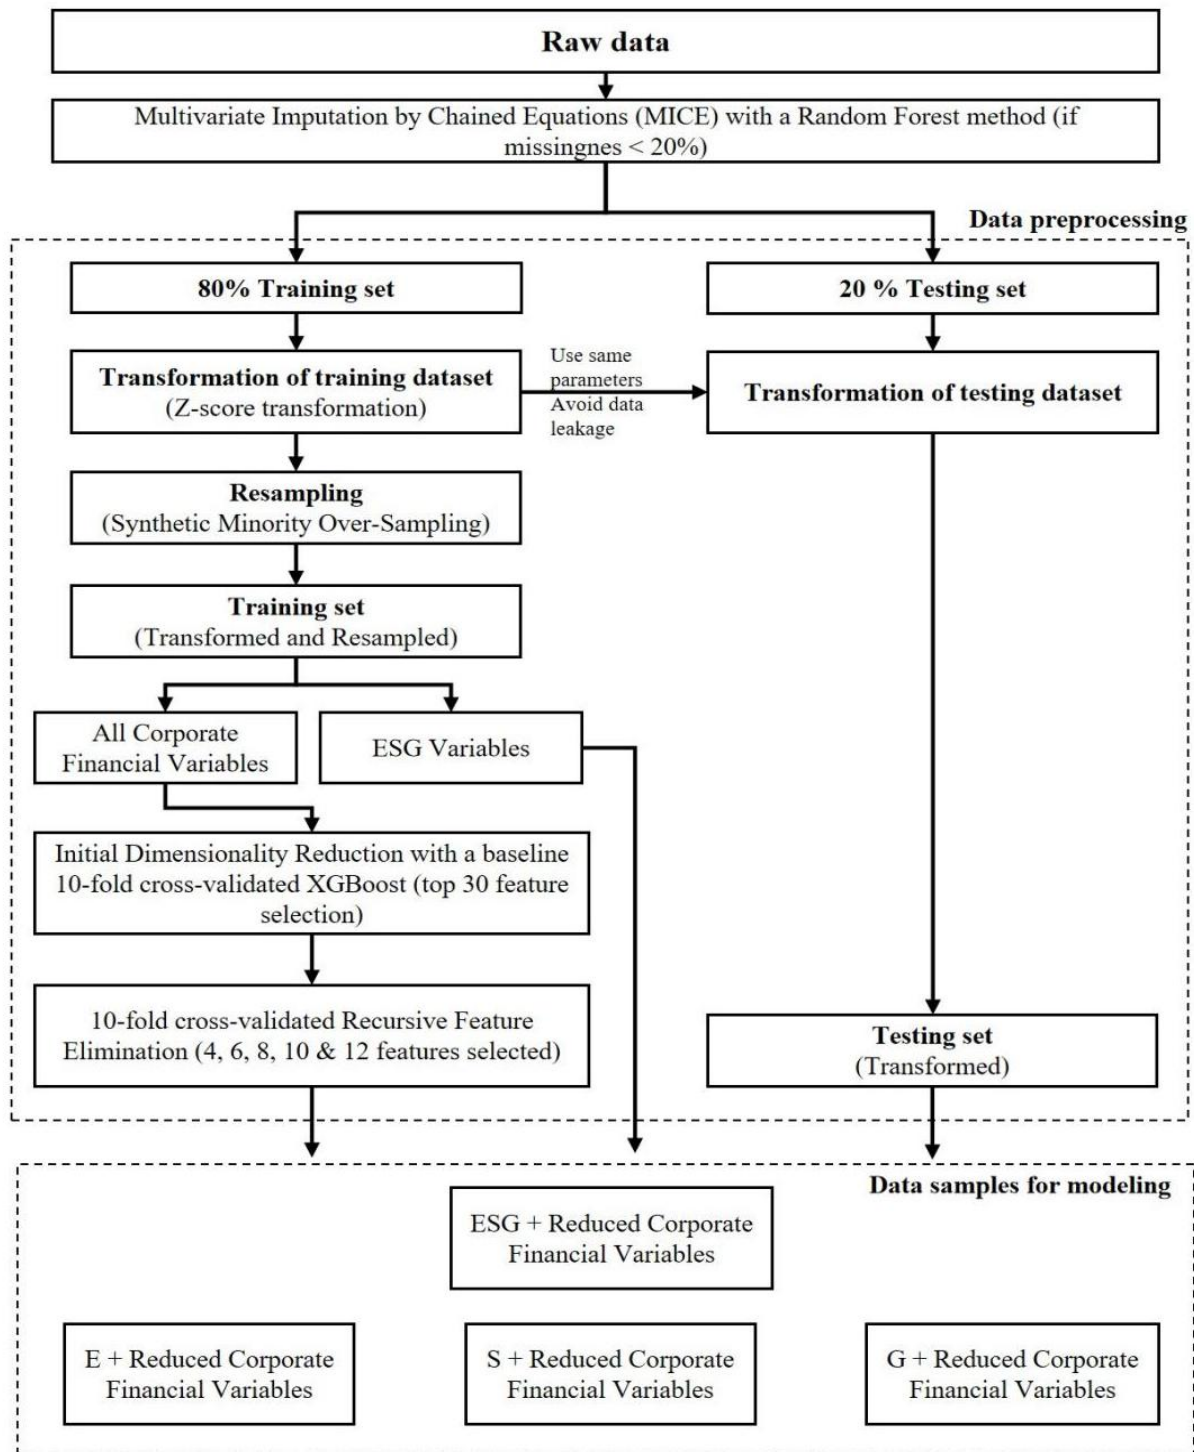 Raw data
Multivariate Imputation by Chained Equations (MICE) with a Random Forest method (if
missingnes < 20%)
Data preprocessing
80% Training set
20 % Testing set
Transformation of training dataset
(Z-score transformation)
Use same
parameters
Avoid data
leakage
Transformation of testing dataset
Resampling
(Synthetic Minority Over-Sampling)
Training set
(Transformed and Resampled)
All Corporate
Financial Variables
ESG Variables
Initial Dimensionality Reduction with a baseline
10-fold cross-validated XGBoost (top 30 feature
selection)
10-fold cross-validated Recursive Feature
Elimination (4, 6, 8, 10 & 12 features selected)
Testing set
(Transformed)
Data samples for modeling
ESG + Reduced Corporate
Financial Variables
E + Reduced Corporate
Financial Variables
S + Reduced Corporate
Financial Variables
G + Reduced Corporate
Financial Variables